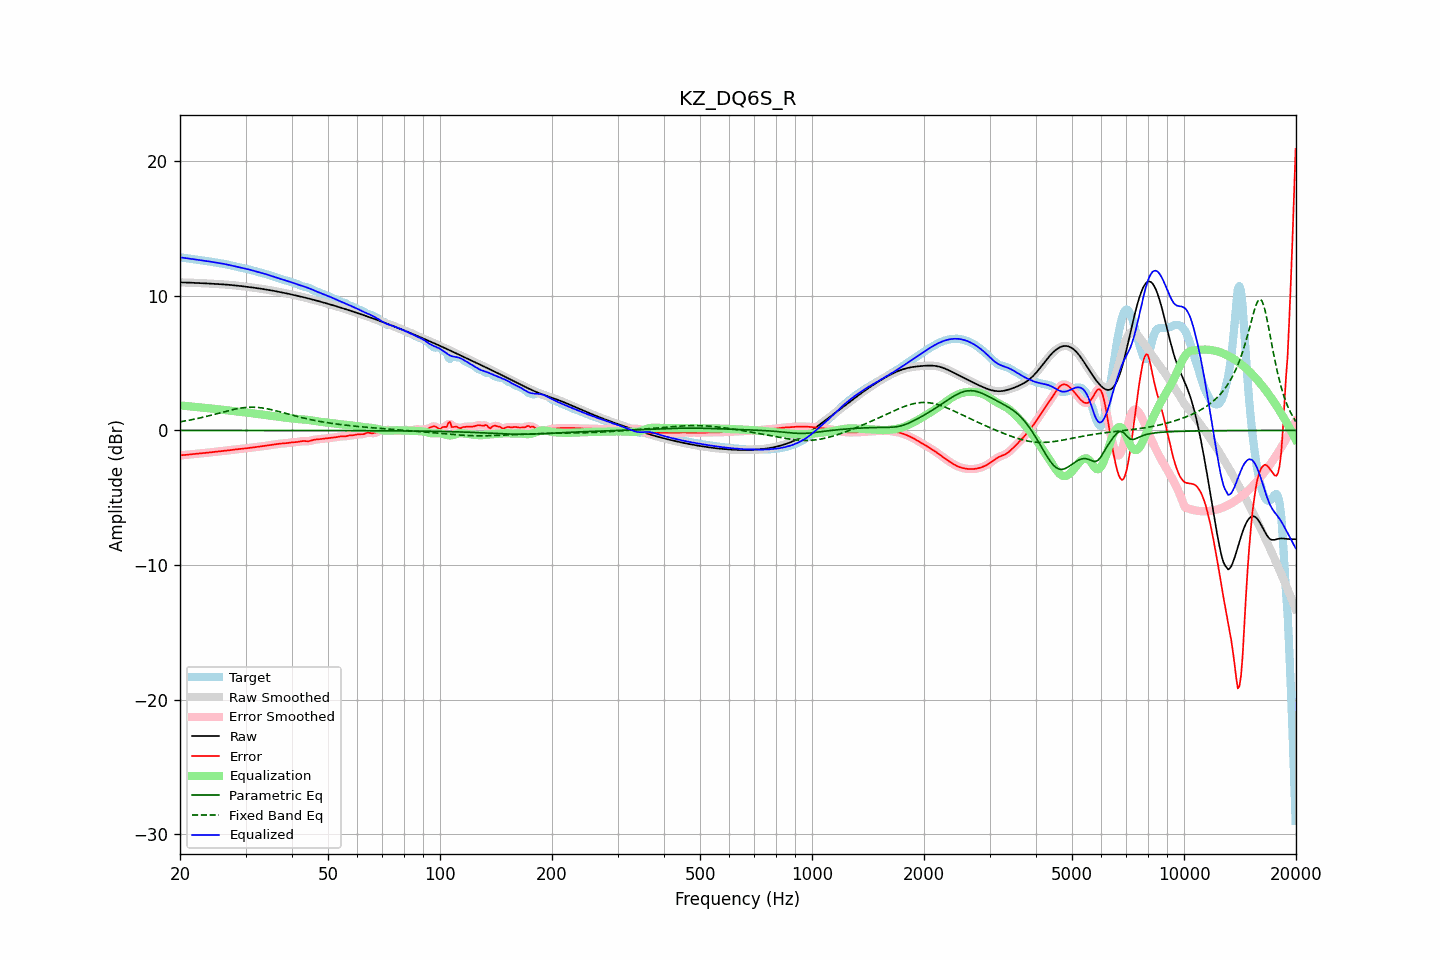 KZ_DQ6S_R
Amplitude (dBr)
20
10
0
−10
−20
−30
Target
Raw Smoothed
Error Smoothed
Raw
Error
Equalization
Parametric Eq
Fixed Band Eq
Equalized
20 50 100 200 500 1000 2000 5000 10000 20000
Frequency (Hz)